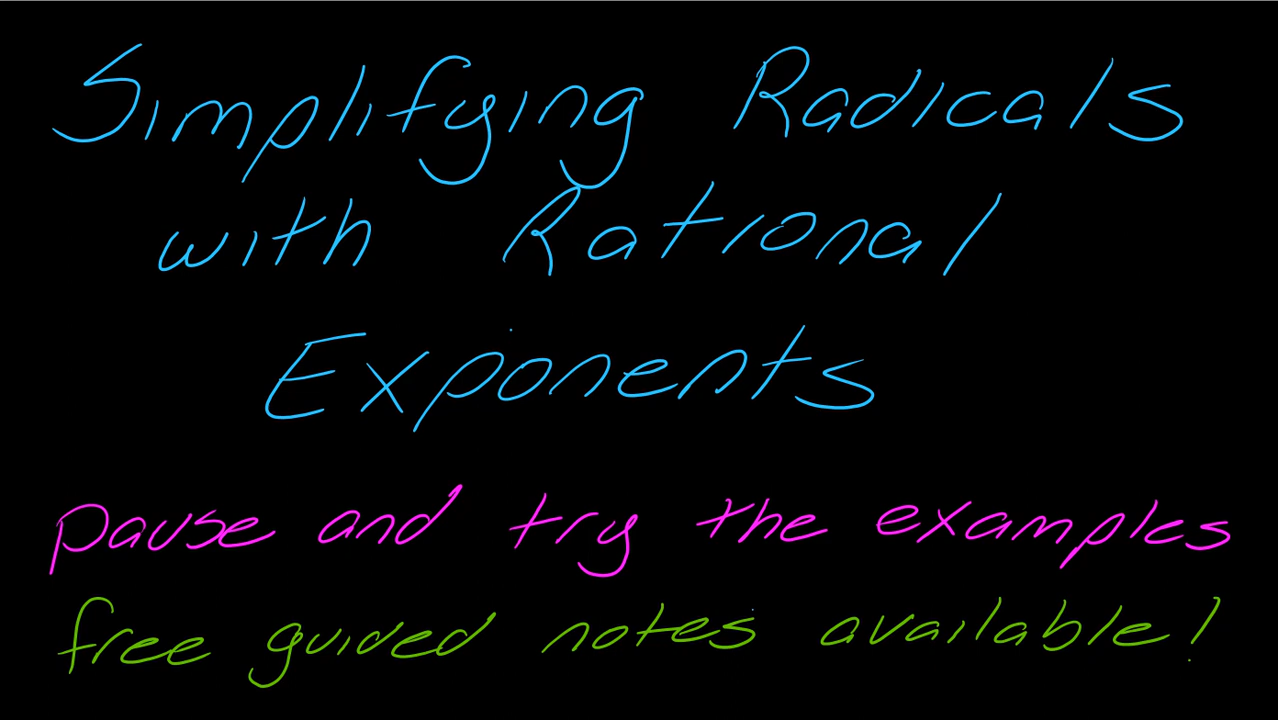 Simplifying Radicals
with Rational
Exponents
pause and try the examples
free guided notes available!